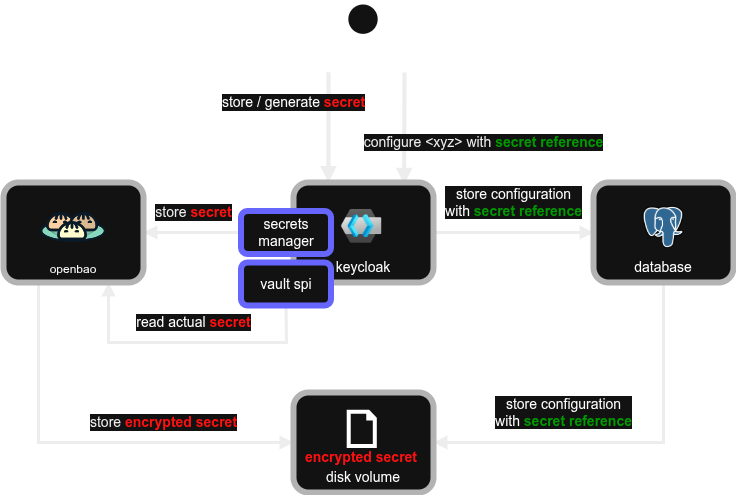 store / generate secret
configure <xyz> with secret reference
store configuration
with secret reference
store secret
secrets
manager
keycloak
openbao
database
vault spi
read actual secret
store configuration
with secret reference
store encrypted secret
encrypted secret
disk volume